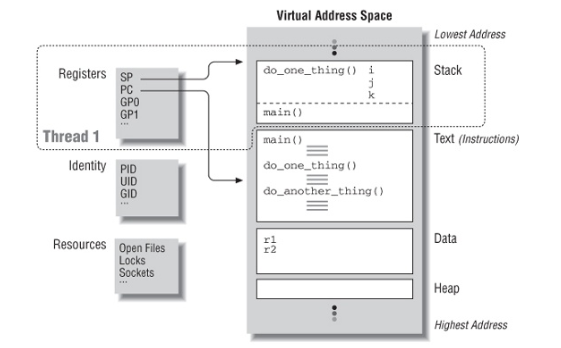 Virtual Address Space
Lowest Address
Registers
SP
PC
GP0
GP1
...
do_one_thing() i
j
k
main()
Stack
Thread 1
main()
do_one_thing()
do_another_thing()
Text (Instructions)
Identity
PID
UID
GID
...
Resources
Open Files
Locks
Sockets
...
r1
r2
Data
Heap
Highest Address